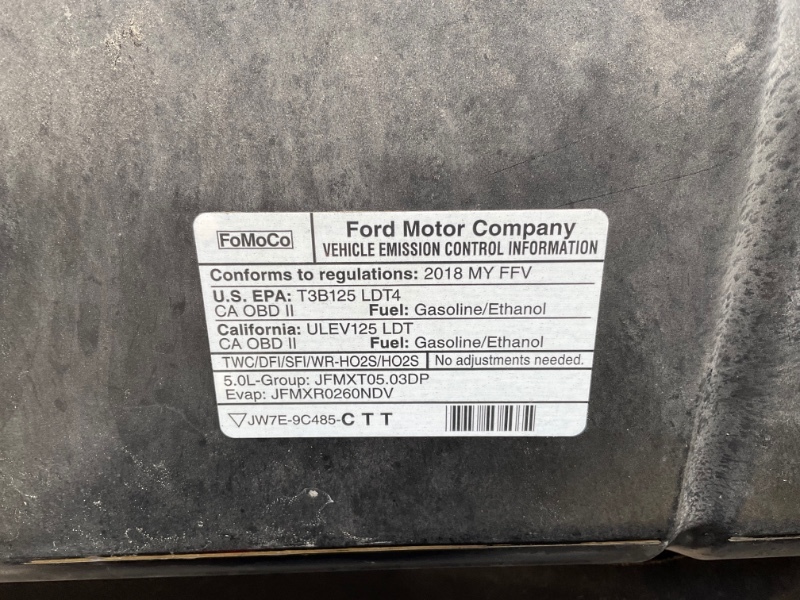 FoMoCo
Ford Motor Company
VEHICLE EMISSION CONTROL INFORMATION
Conforms to regulations: 2018 MY FFV
U.S. EPA: T3B125 LDT4
CA OBD II Fuel: Gasoline/Ethanol
California: ULEV125 LDT
CA OBD II Fuel: Gasoline/Ethanol
TWC/DFI/SFI/WR-HO2S/HO2S No adjustments needed.
5.0L-Group: JFMXT05.03DP
Evap: JFMXR0260NDV
JW7E-9C485-CTT